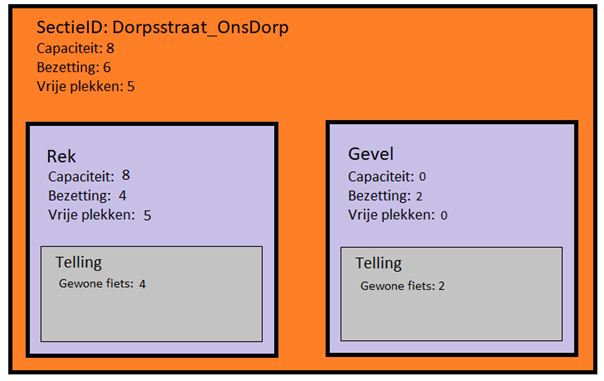 SectieID: Dorpsstraat_OnsDorp
Capaciteit: 8
Bezetting: 6
Vrije plekken: 5
Rek
Capaciteit: 8
Bezetting: 4
Vrije plekken: 5
Telling
Gewone fiets: 4
Gevel
Capaciteit: 0
Bezetting: 2
Vrije plekken: 0
Telling
Gewone fiets: 2